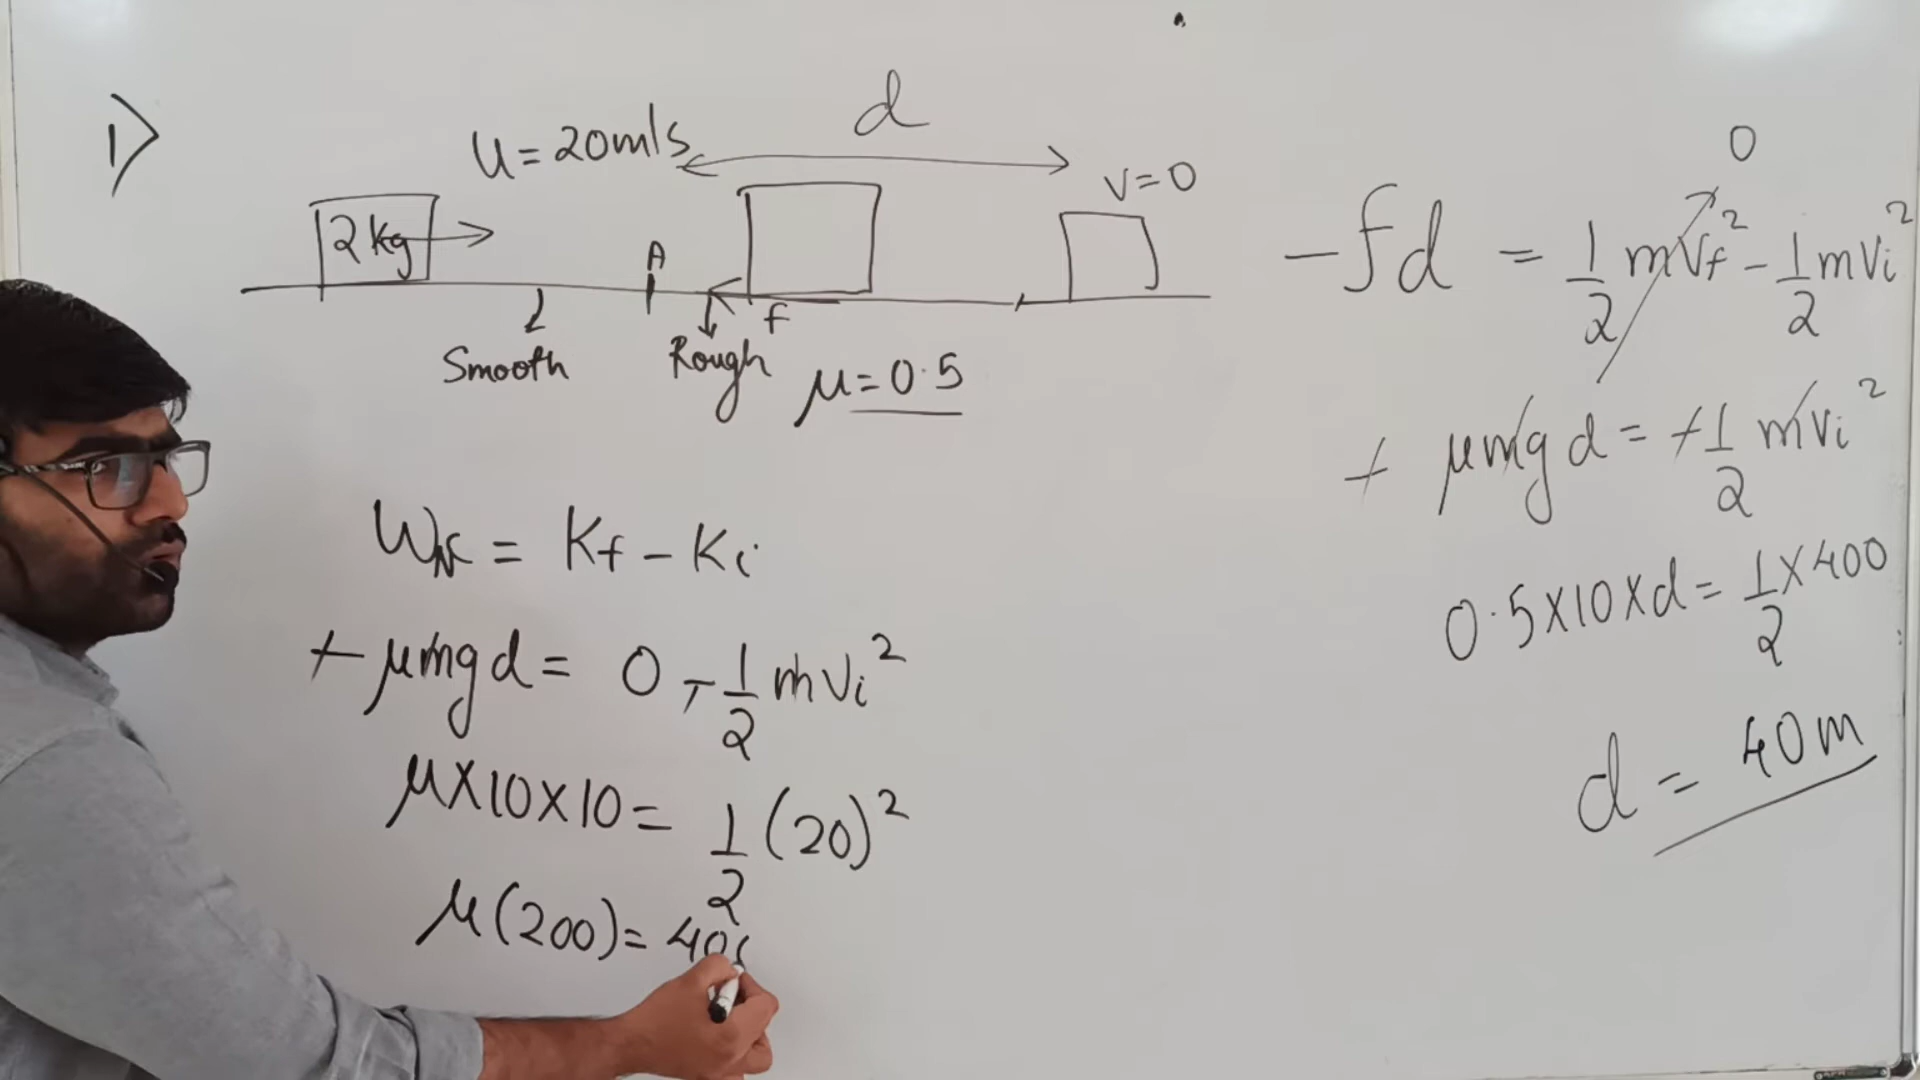 1)
u = 20m/s
d
v=0
2kg
A
f
Smooth
Rough
μ=0.5
W = Kf - Ki
+ μmgd = 0 - 1/2 mvi²
μ×10×10 = 1/2 (20)²
μ(200) = 400
0
-fd = 1/2 mvf² - 1/2 mvi²
+ μmgd = +1/2 mvi²
0.5×10×d = 1/2 × 400
d = 40m